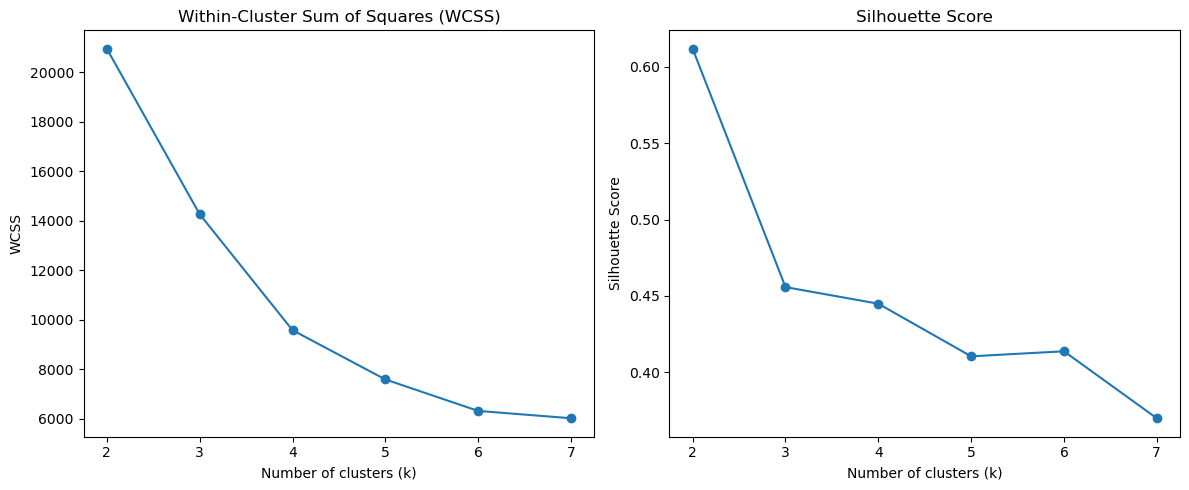 Within-Cluster Sum of Squares (WCSS)
20000
18000
16000
14000
12000
10000
8000
6000
WCSS
2 3 4 5 6 7
Number of clusters (k)
Silhouette Score
0.60
0.55
0.50
0.45
0.40
Silhouette Score
2 3 4 5 6 7
Number of clusters (k)